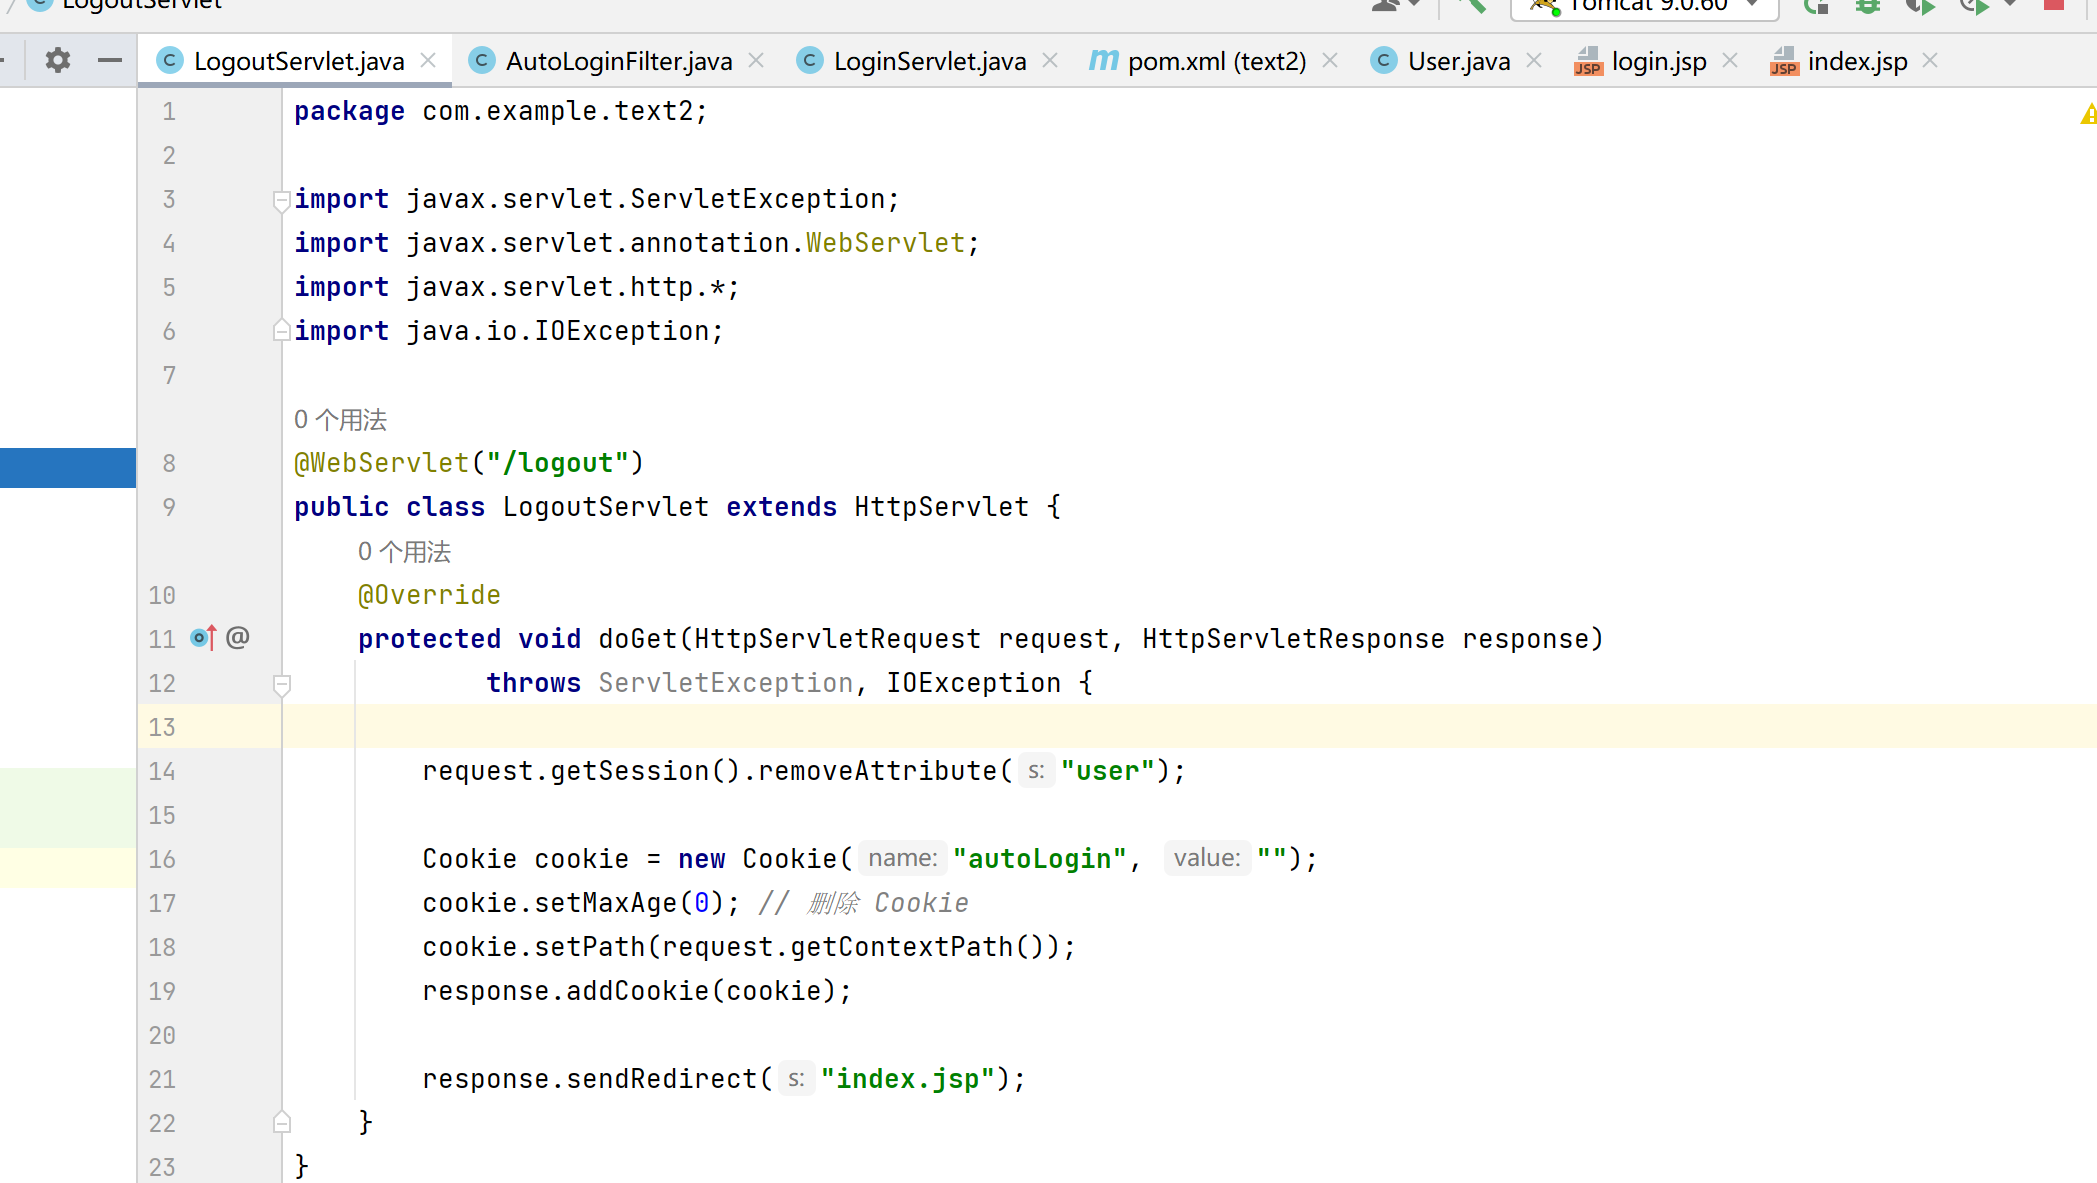 LogoutServlet
Tomcat 9.0.60
LogoutServlet.java AutoLoginFilter.java LoginServlet.java pom.xml (text2) User.java login.jsp index.jsp
1 package com.example.text2;
2
3 import javax.servlet.ServletException;
4 import javax.servlet.annotation.WebServlet;
5 import javax.servlet.http.*;
6 import java.io.IOException;
7
0 个用法
8 @WebServlet("/logout")
9 public class LogoutServlet extends HttpServlet {
0 个用法
10 @Override
11 @ protected void doGet(HttpServletRequest request, HttpServletResponse response)
12 throws ServletException, IOException {
13
14 request.getSession().removeAttribute( s: "user");
15
16 Cookie cookie = new Cookie( name: "autoLogin", value: "");
17 cookie.setMaxAge(0); // 删除 Cookie
18 cookie.setPath(request.getContextPath());
19 response.addCookie(cookie);
20
21 response.sendRedirect( s: "index.jsp");
22 }
23 }